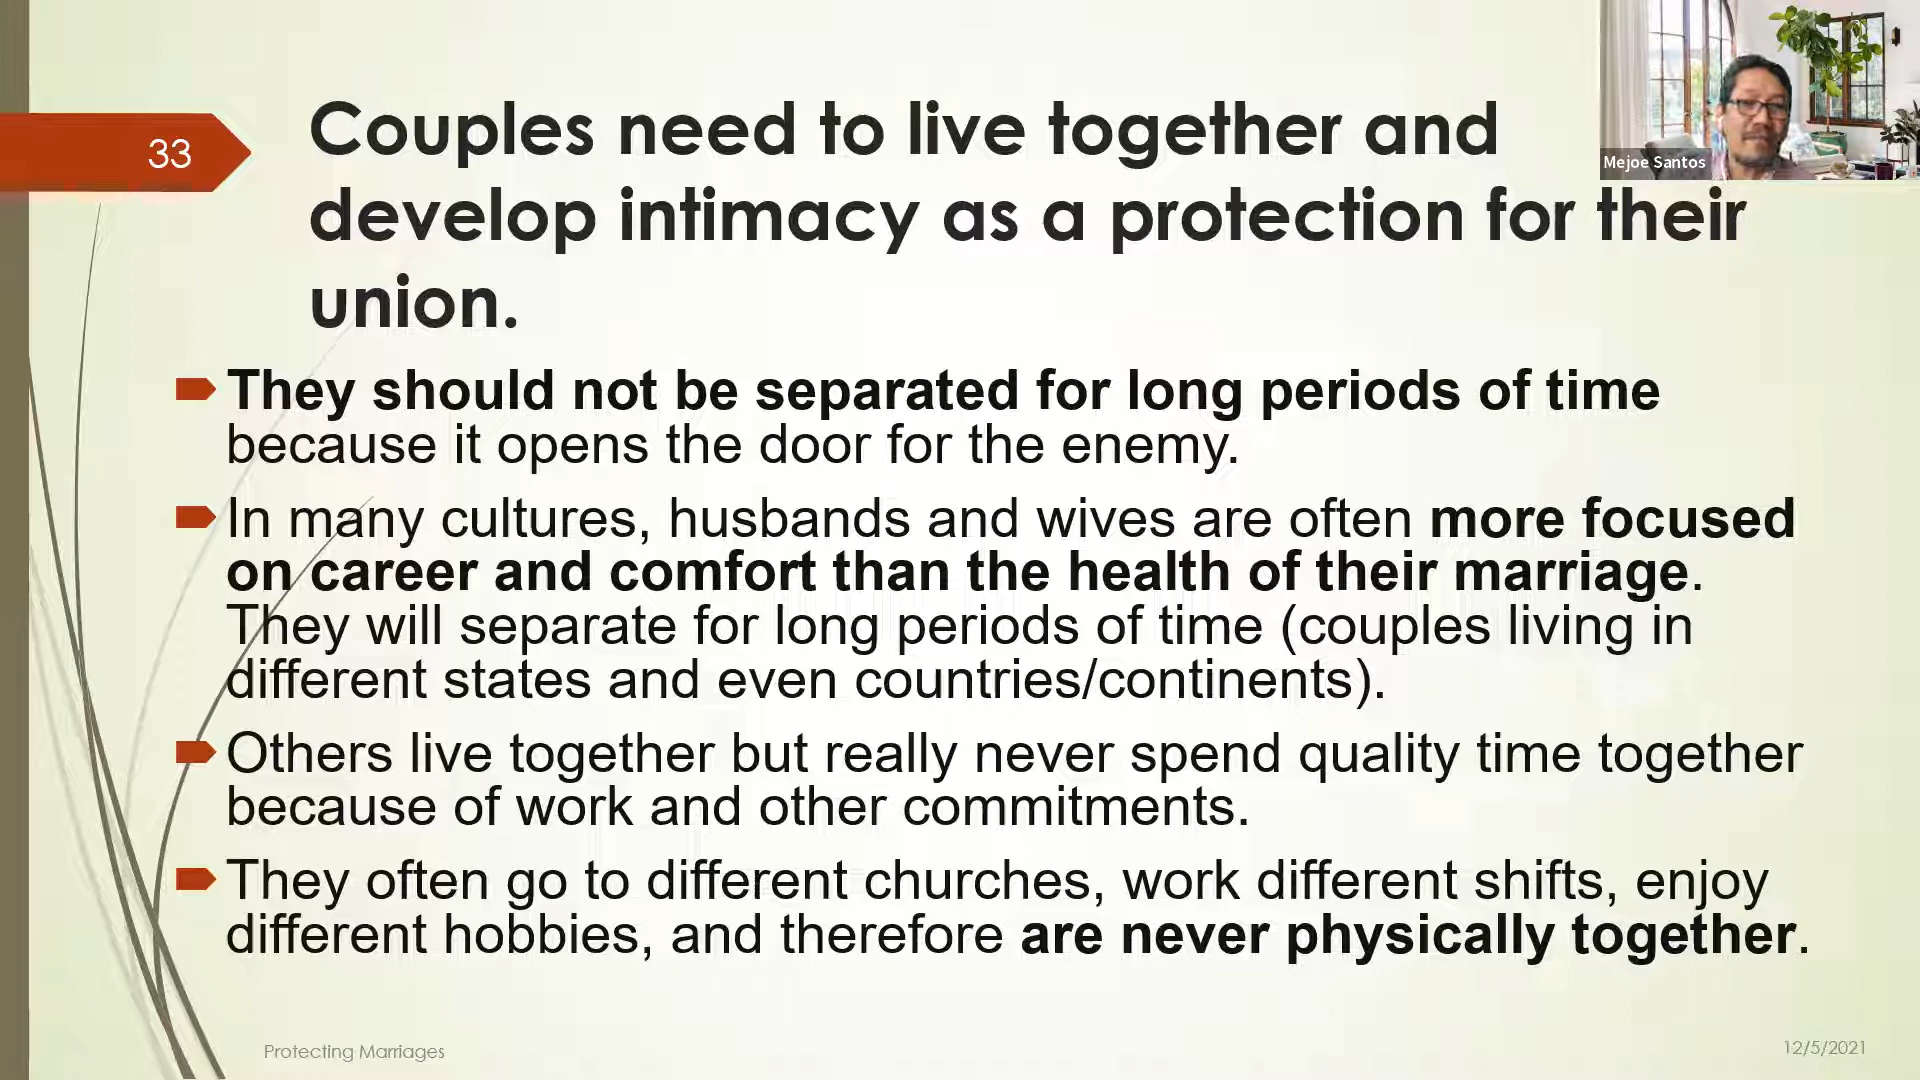 33
Couples need to live together and
develop intimacy as a protection for their
union.
Mejoe Santos
They should not be separated for long periods of time
because it opens the door for the enemy.
In many cultures, husbands and wives are often more focused
on career and comfort than the health of their marriage.
They will separate for long periods of time (couples living in
different states and even countries/continents).
Others live together but really never spend quality time together
because of work and other commitments.
They often go to different churches, work different shifts, enjoy
different hobbies, and therefore are never physically together.
Protecting Marriages
12/5/2021